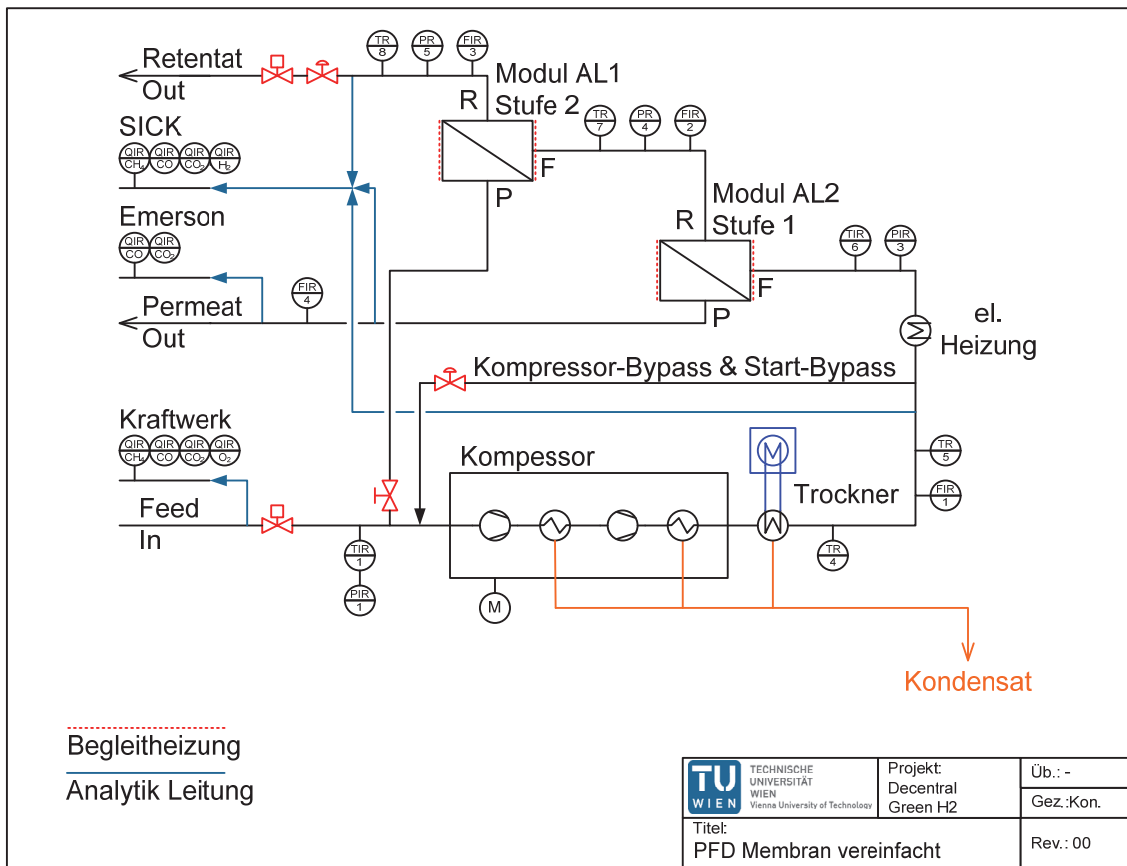 TR
8
PR
5
FIR
3
Retentat
Out
Modul AL1
Stufe 2
R
F
P
TR
7
PR
4
FIR
2
SICK
QIR
CH₄
QIR
CO
QIR
CO₂
QIR
H₂
Modul AL2
Stufe 1
R
F
P
Emerson
QIR
CO
QIR
CO₂
TIR
6
PIR
3
FIR
4
Permeat
Out
el.
Heizung
Kompressor-Bypass & Start-Bypass
Kraftwerk
QIR
CH₄
QIR
CO
QIR
CO₂
QIR
O₂
Kompessor
M
Trockner
TR
5
FIR
1
Feed
In
TIR
1
PIR
1
TR
4
M
Kondensat
Begleitheizung
Analytik Leitung
TU
WIEN
TECHNISCHE
UNIVERSITÄT
WIEN
Vienna University of Technology
Projekt:
Decentral
Green H2
Üb.: -
Gez.:Kon.
Titel:
PFD Membran vereinfacht
Rev.: 00